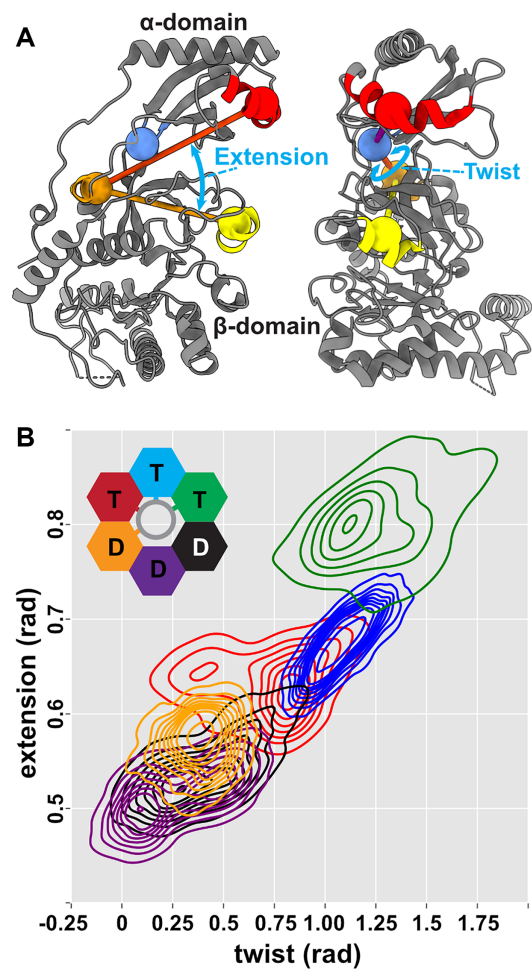 A
α-domain
Extension
Twist
β-domain
B
T
T
T
D
D
D
extension (rad)
0.8
0.7
0.6
0.5
-0.25
0
0.25
0.5
0.75
1.00
1.25
1.5
1.75
twist (rad)